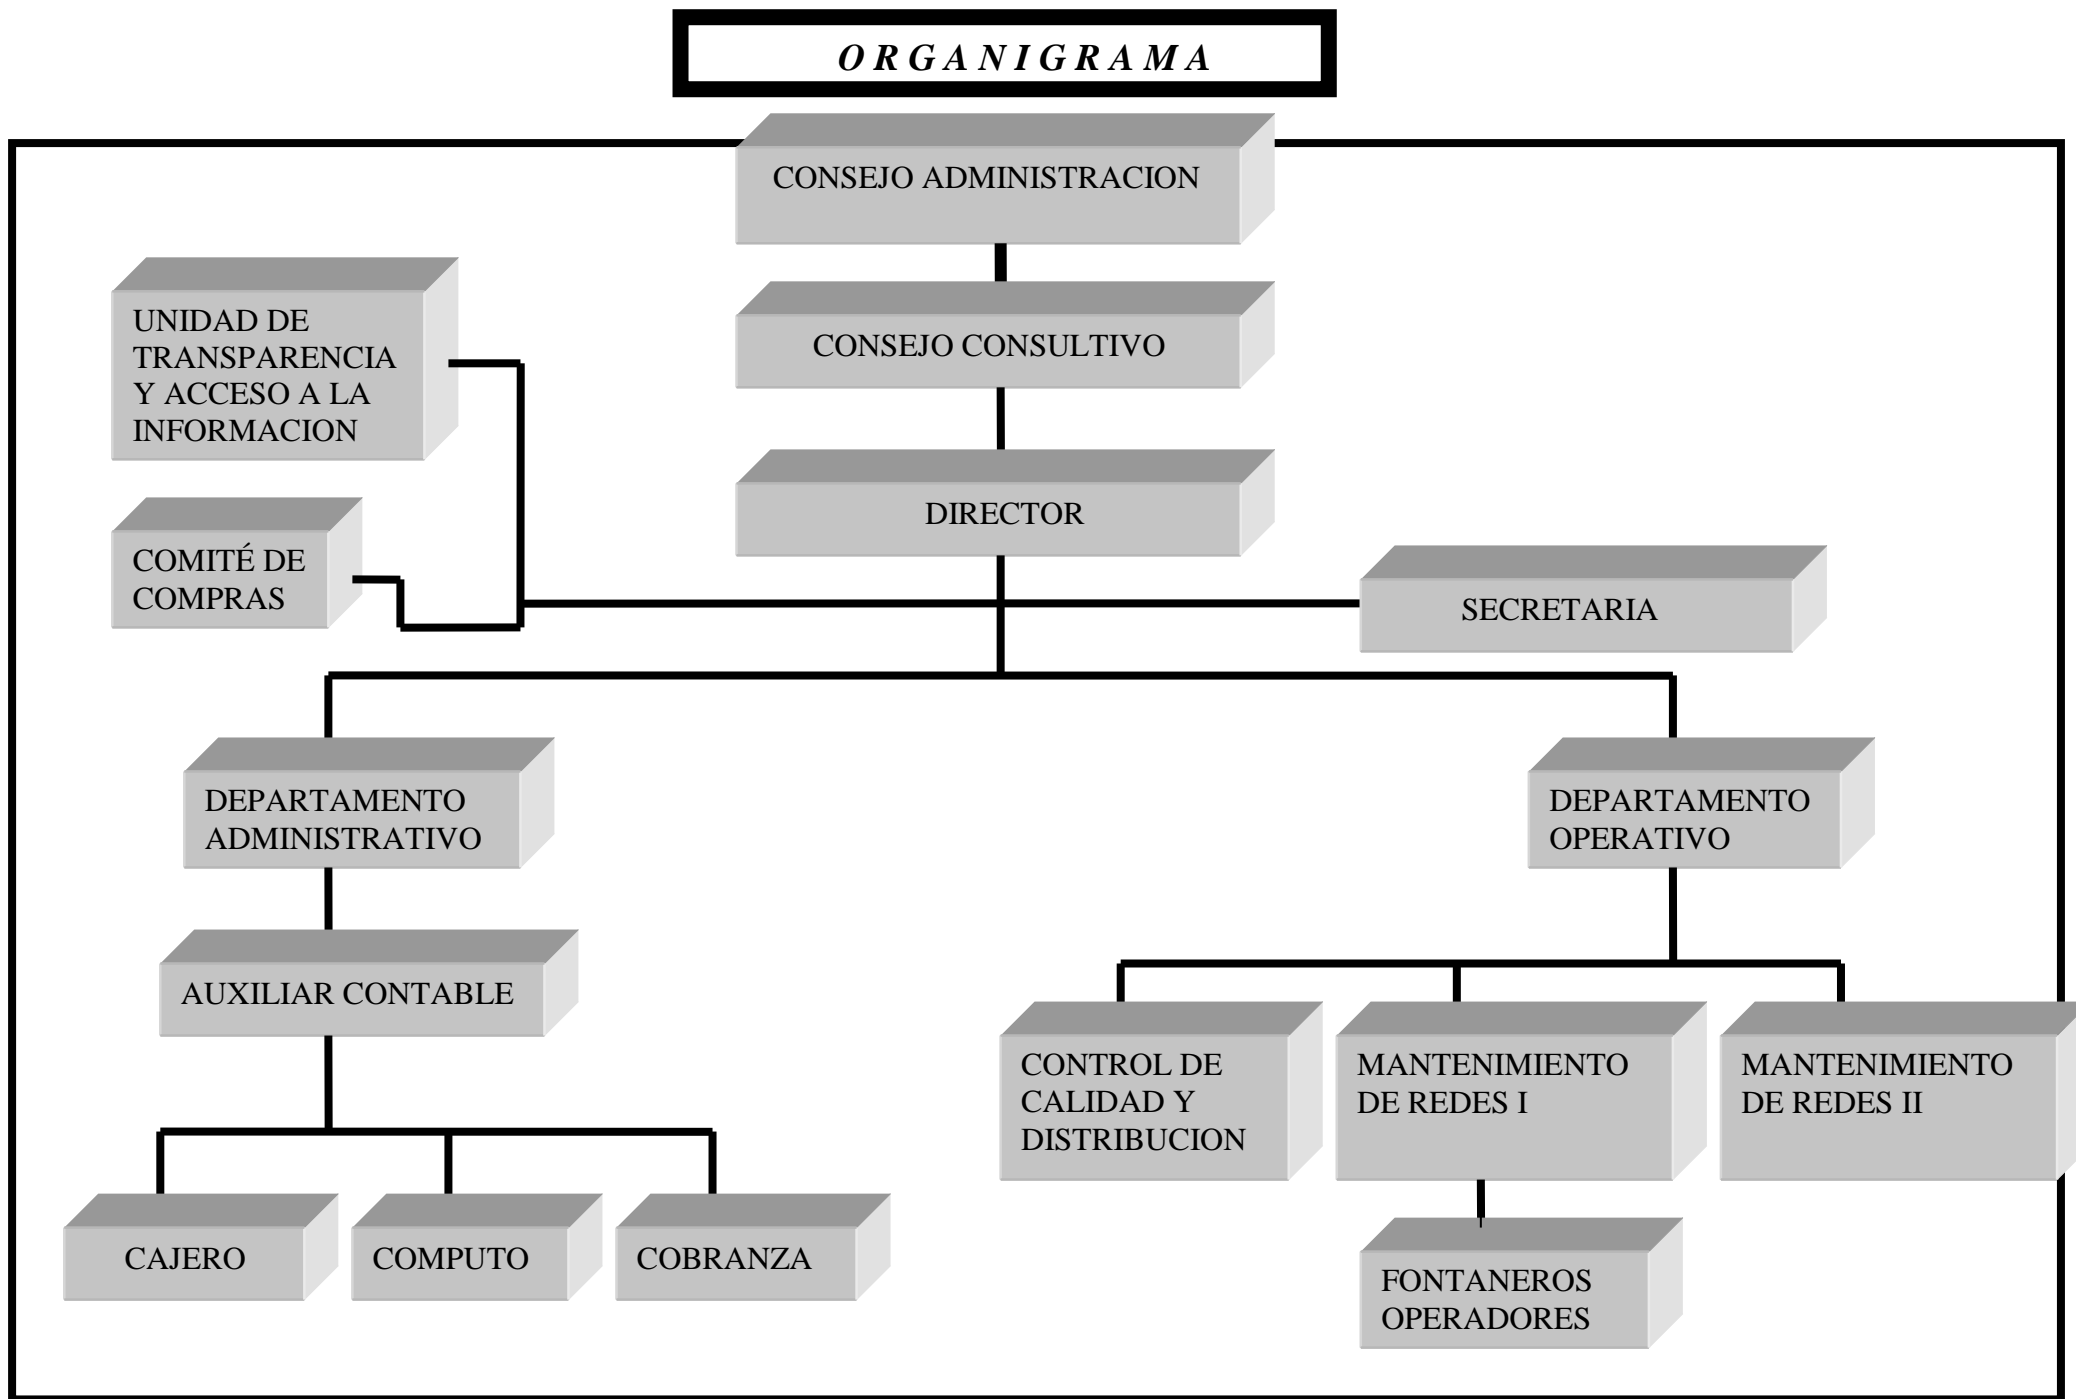 O R G A N I G R A M A
CONSEJO ADMINISTRACION
UNIDAD DE
TRANSPARENCIA
Y ACCESO A LA
INFORMACION
CONSEJO CONSULTIVO
DIRECTOR
COMITÉ DE
COMPRAS
SECRETARIA
DEPARTAMENTO
ADMINISTRATIVO
DEPARTAMENTO
OPERATIVO
AUXILIAR CONTABLE
CONTROL DE
CALIDAD Y
DISTRIBUCION
MANTENIMIENTO
DE REDES I
MANTENIMIENTO
DE REDES II
CAJERO
COMPUTO
COBRANZA
FONTANEROS
OPERADORES